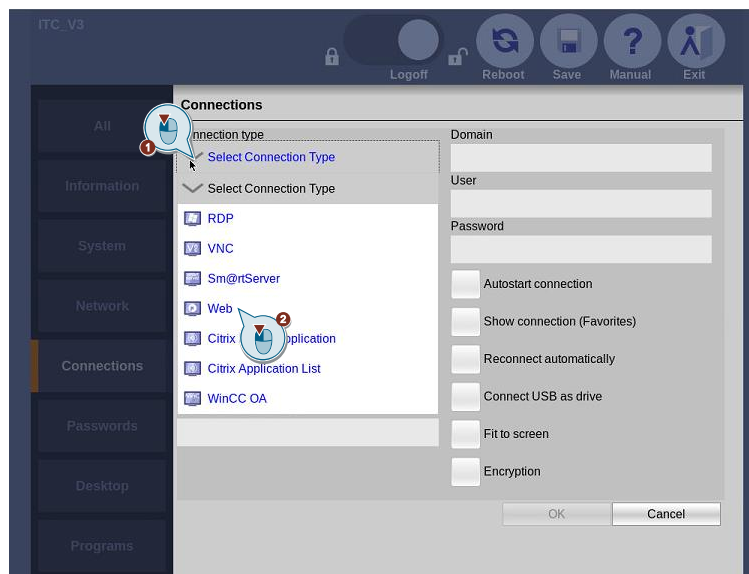 ITC_V3
Logoff
Reboot
Save
Manual
Exit
All
Information
System
Network
Connections
Passwords
Desktop
Programs
Connections
nnection type
1
Select Connection Type
Select Connection Type
RDP
VNC
Sm@rtServer
Web
2
Citrix pplication
Citrix Application List
WinCC OA
Domain
User
Password
Autostart connection
Show connection (Favorites)
Reconnect automatically
Connect USB as drive
Fit to screen
Encryption
OK
Cancel